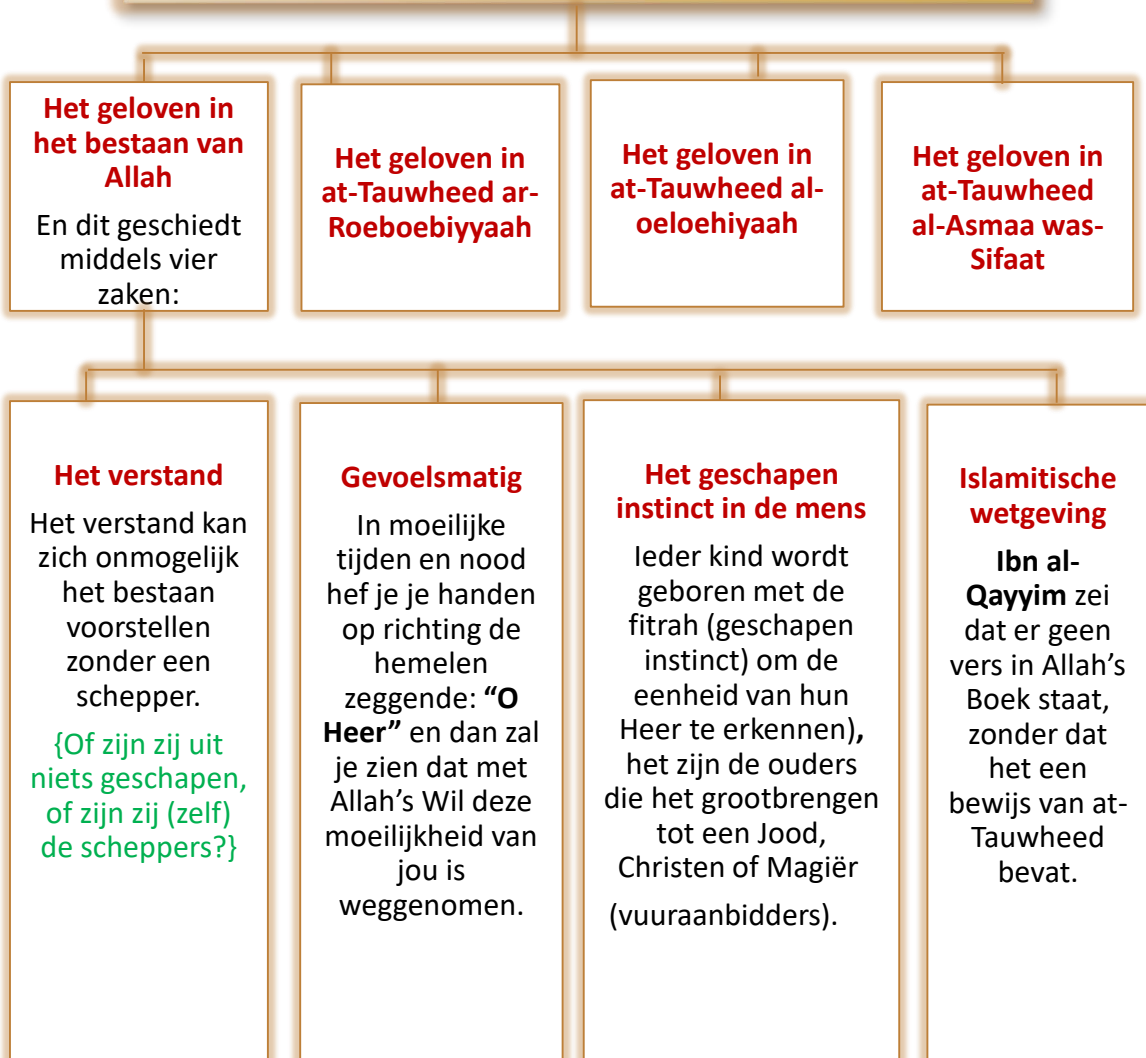 Het geloven in
het bestaan van
Allah
En dit geschiedt
middels vier
zaken:
Het geloven in
at-Tauwheed ar-
Roeboebiyyaah
Het geloven in
at-Tauwheed al-
oeloehiyaah
Het geloven in
at-Tauwheed
al-Asmaa was-
Sifaat
Het verstand
Het verstand kan
zich onmogelijk
het bestaan
voorstellen
zonder een
schepper.
{Of zijn zij uit
niets geschapen,
of zijn zij (zelf)
de scheppers?}
Gevoelsmatig
In moeilijke
tijden en nood
hef je je handen
op richting de
hemelen
zeggende: “O
Heer” en dan zal
je zien dat met
Allah’s Wil deze
moeilijkheid van
jou is
weggenomen.
Het geschapen
instinct in de mens
Ieder kind wordt
geboren met de
fitrah (geschapen
instinct) om de
eenheid van hun
Heer te erkennen),
het zijn de ouders
die het grootbrengen
tot een Jood,
Christen of Magiër
(vuuraanbidders).
Islamitische
wetgeving
Ibn al-
Qayyim zei
dat er geen
vers in Allah’s
Boek staat,
zonder dat
het een
bewijs van at-
Tauwheed
bevat.